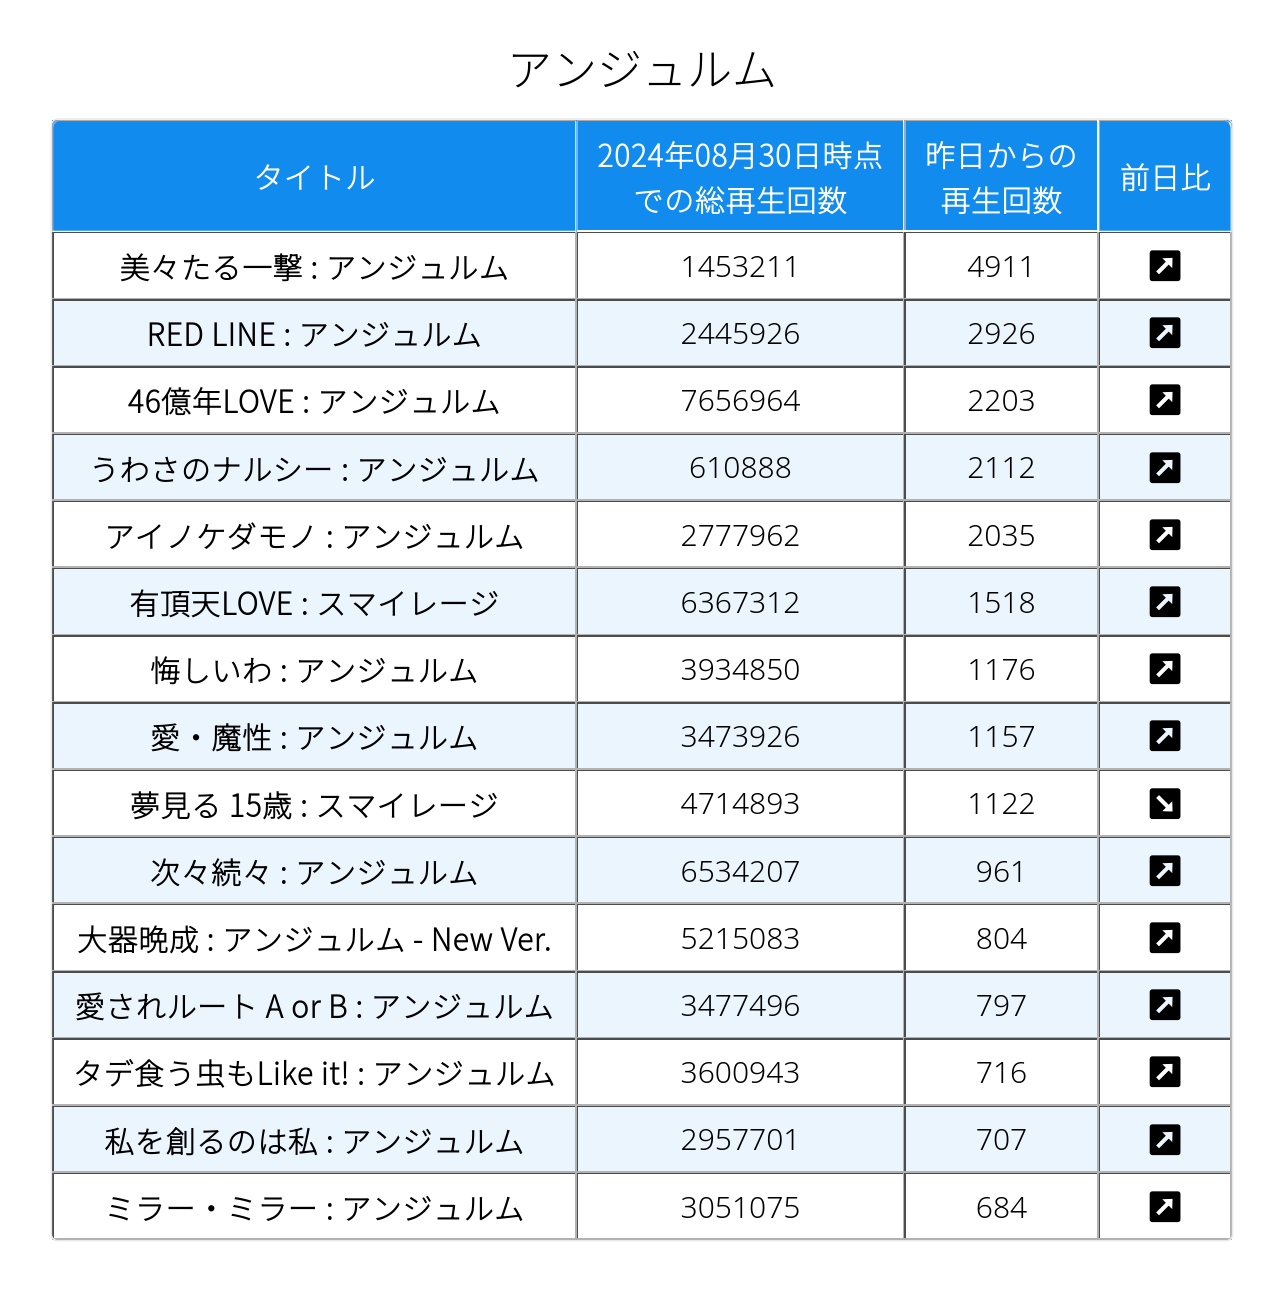 アンジュルム
タイトル 2024年08月30日時点での総再生回数 昨日からの再生回数 前日比
美々たる一撃 : アンジュルム 1453211 4911 ↗
RED LINE : アンジュルム 2445926 2926 ↗
46億年LOVE : アンジュルム 7656964 2203 ↗
うわさのナルシー : アンジュルム 610888 2112 ↗
アイノケダモノ : アンジュルム 2777962 2035 ↗
有頂天LOVE : スマイレージ 6367312 1518 ↗
悔しいわ : アンジュルム 3934850 1176 ↗
愛・魔性 : アンジュルム 3473926 1157 ↗
夢見る 15歳 : スマイレージ 4714893 1122 ↘
次々続々 : アンジュルム 6534207 961 ↗
大器晩成 : アンジュルム - New Ver. 5215083 804 ↗
愛されルート A or B : アンジュルム 3477496 797 ↗
タデ食う虫もLike it! : アンジュルム 3600943 716 ↗
私を創るのは私 : アンジュルム 2957701 707 ↗
ミラー・ミラー : アンジュルム 3051075 684 ↗